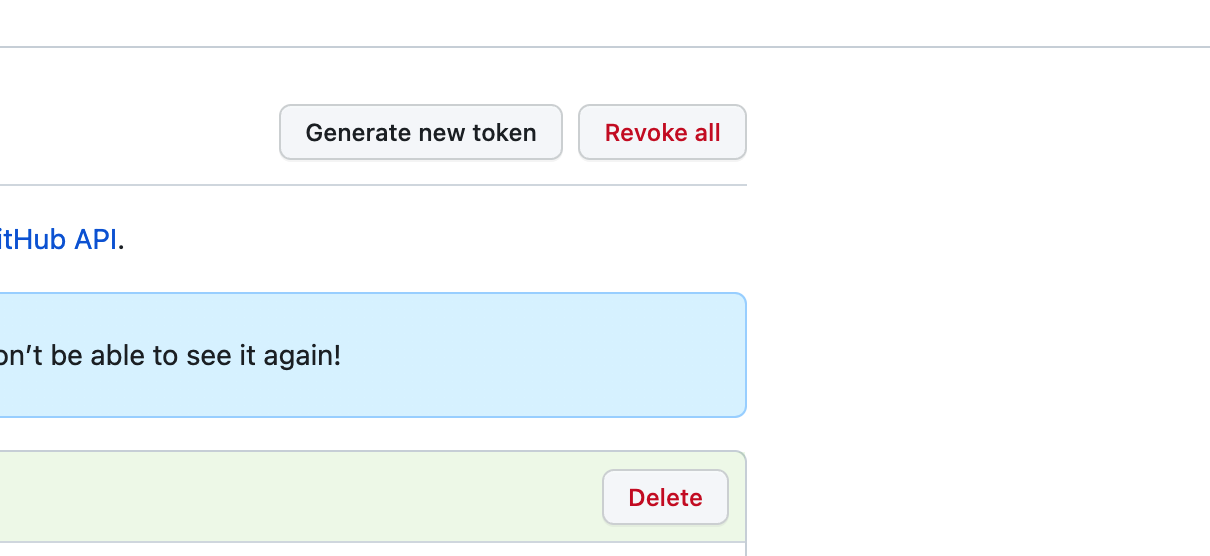 Generate new token Revoke all
itHub API.
on’t be able to see it again!
Delete